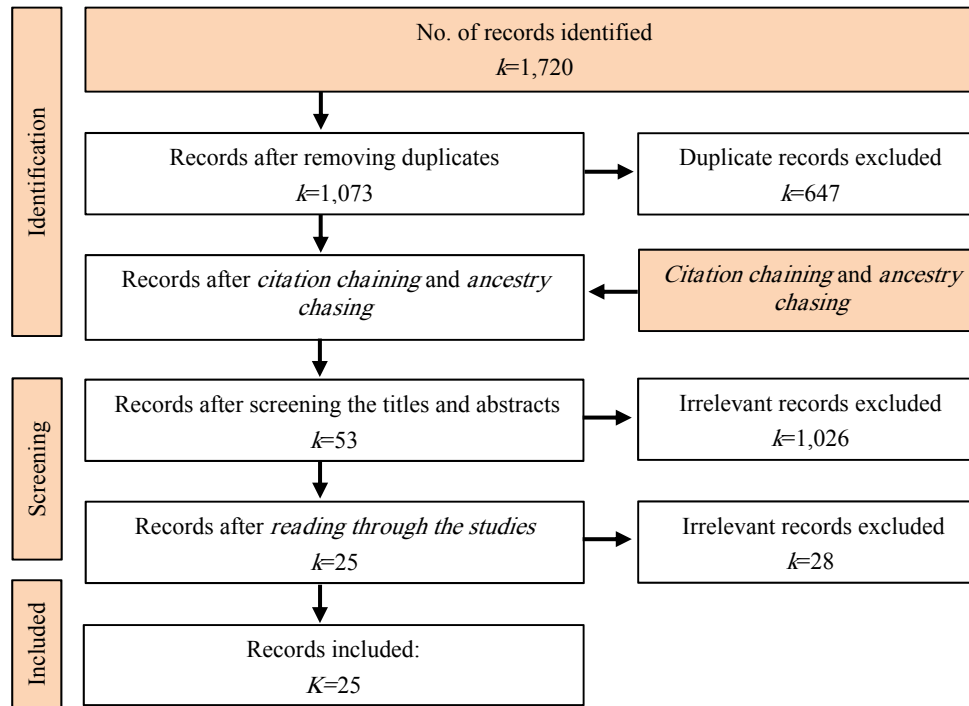 Identification
No. of records identified
k=1,720
Records after removing duplicates
k=1,073
Duplicate records excluded
k=647
Records after citation chaining and ancestry
chasing
Citation chaining and ancestry
chasing
Screening
Records after screening the titles and abstracts
k=53
Irrelevant records excluded
k=1,026
Records after reading through the studies
k=25
Irrelevant records excluded
k=28
Included
Records included:
K=25